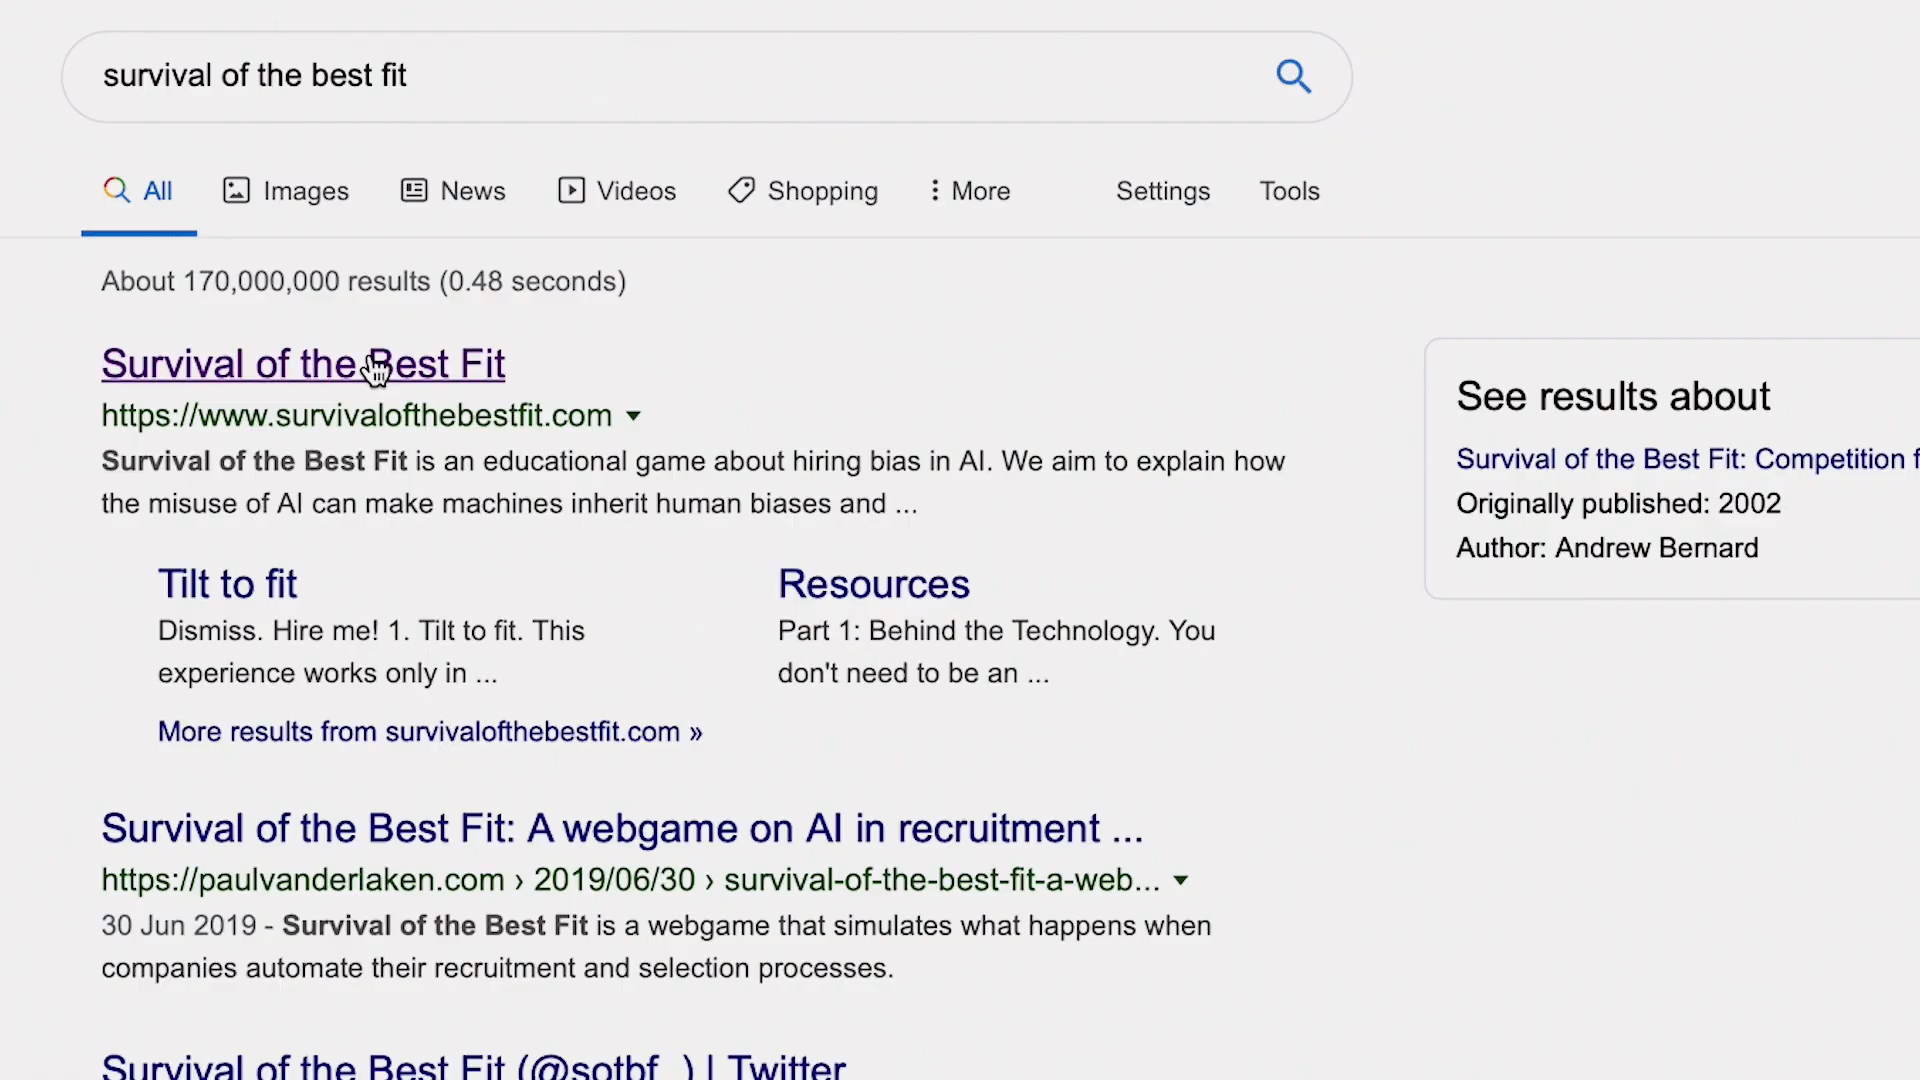 survival of the best fit
All Images News Videos Shopping More Settings Tools
About 170,000,000 results (0.48 seconds)
Survival of the Best Fit
https://www.survivalofthebestfit.com
Survival of the Best Fit is an educational game about hiring bias in AI. We aim to explain how
the misuse of AI can make machines inherit human biases and ...
Tilt to fit
Dismiss. Hire me! 1. Tilt to fit. This
experience works only in ...
Resources
Part 1: Behind the Technology. You
don't need to be an ...
More results from survivalofthebestfit.com »
Survival of the Best Fit: A webgame on AI in recruitment ...
https://paulvanderlaken.com › 2019/06/30 › survival-of-the-best-fit-a-web...
30 Jun 2019 - Survival of the Best Fit is a webgame that simulates what happens when
companies automate their recruitment and selection processes.
Survival of the Best Fit (@sotbf_) | Twitter
See results about
Survival of the Best Fit: Competition f
Originally published: 2002
Author: Andrew Bernard